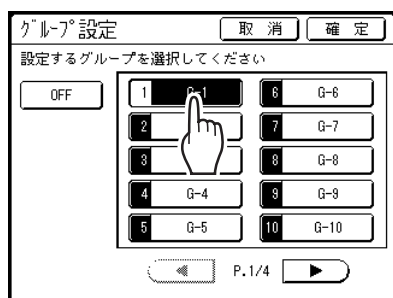 グループ設定 取 消 確 定
設定するグループを選択してください
OFF 1 G-1 6 G-6
2 7 G-7
3 8 G-8
4 G-4 9 G-9
5 G-5 10 G-10
P.1/4